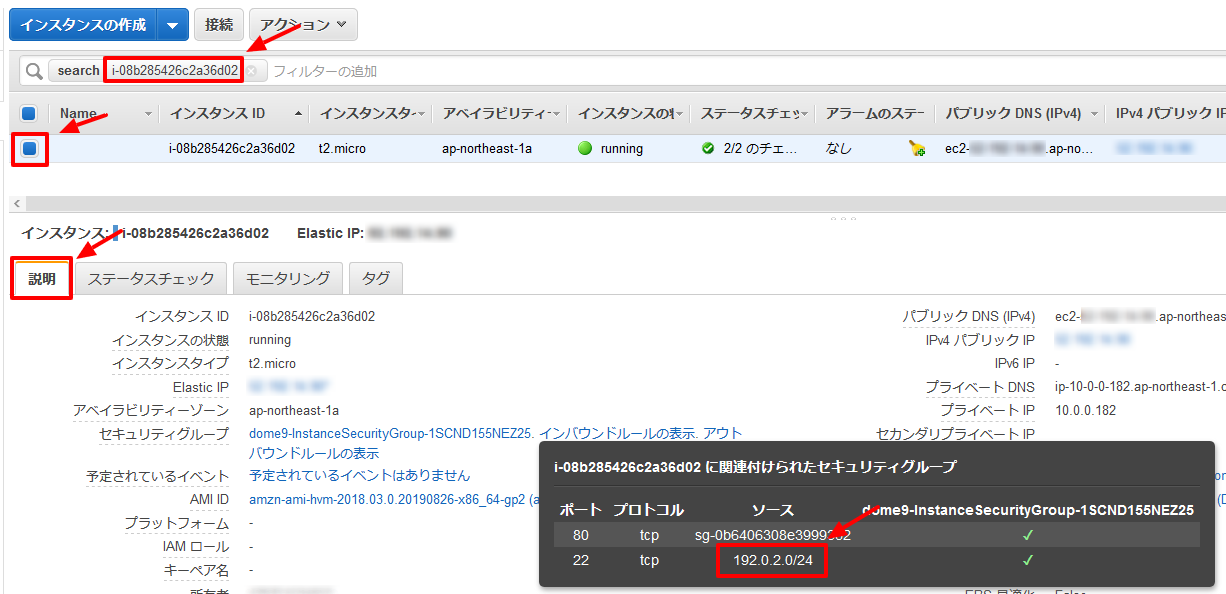 インスタンスの作成 接続 アクション
search i-08b285426c2a36d02 フィルターの追加
Name インスタンス ID インスタンスタ アベイラビリティー インスタンスの ステータスチェッ アラームのステー パブリック DNS (IPv4) IPv4 パブリック IP
i-08b285426c2a36d02 t2.micro ap-northeast-1a running 2/2 のチェ... なし ec2- .ap-no...
インスタンス: i-08b285426c2a36d02 Elastic IP:
説明 ステータスチェック モニタリング タグ
インスタンス ID i-08b285426c2a36d02 パブリック DNS (IPv4) ec2- .ap-northeas
インスタンスの状態 running IPv4 パブリック IP
インスタンスタイプ t2.micro IPv6 IP -
Elastic IP プライベート DNS ip-10-0-0-182.ap-northeast-1.c
アベイラビリティーゾーン ap-northeast-1a プライベート IP 10.0.0.182
セキュリティグループ dome9-InstanceSecurityGroup-1SCND155NEZ25. インバウンドルールの表示. アウト セカンダリプライベート IP
バウンドルールの表示
予定されているイベント 予定されているイベントはありません
AMI ID amzn-ami-hvm-2018.03.0.20190826-x86_64-gp2 (a
プラットフォーム -
IAM ロール -
キーペア名 -
所有者
i-08b285426c2a36d02 に関連付けられたセキュリティグループ
ポート プロトコル ソース dome9-InstanceSecurityGroup-1SCND155NEZ25
80 tcp ✓
22 tcp 192.0.2.0/24 ✓